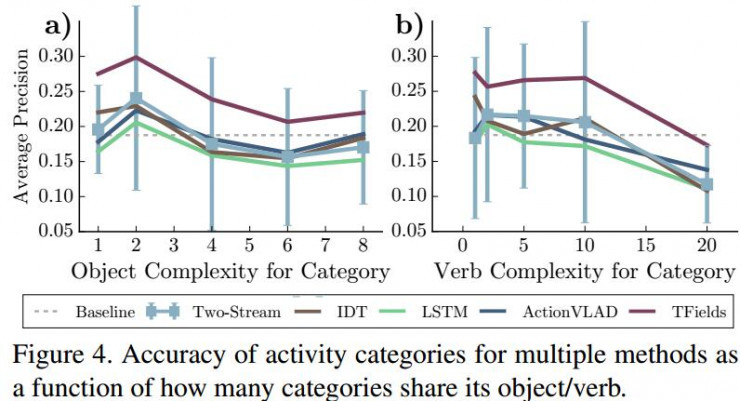 a)
b)
Average Precision
0.30
0.25
0.20
0.15
0.10
0.05
1 2 3 4 5 6 7 8
Object Complexity for Category
0.30
0.25
0.20
0.15
0.10
0.05
0 5 10 15 20
Verb Complexity for Category
Baseline Two-Stream IDT LSTM ActionVLAD TFields
Figure 4. Accuracy of activity categories for multiple methods as
a function of how many categories share its object/verb.